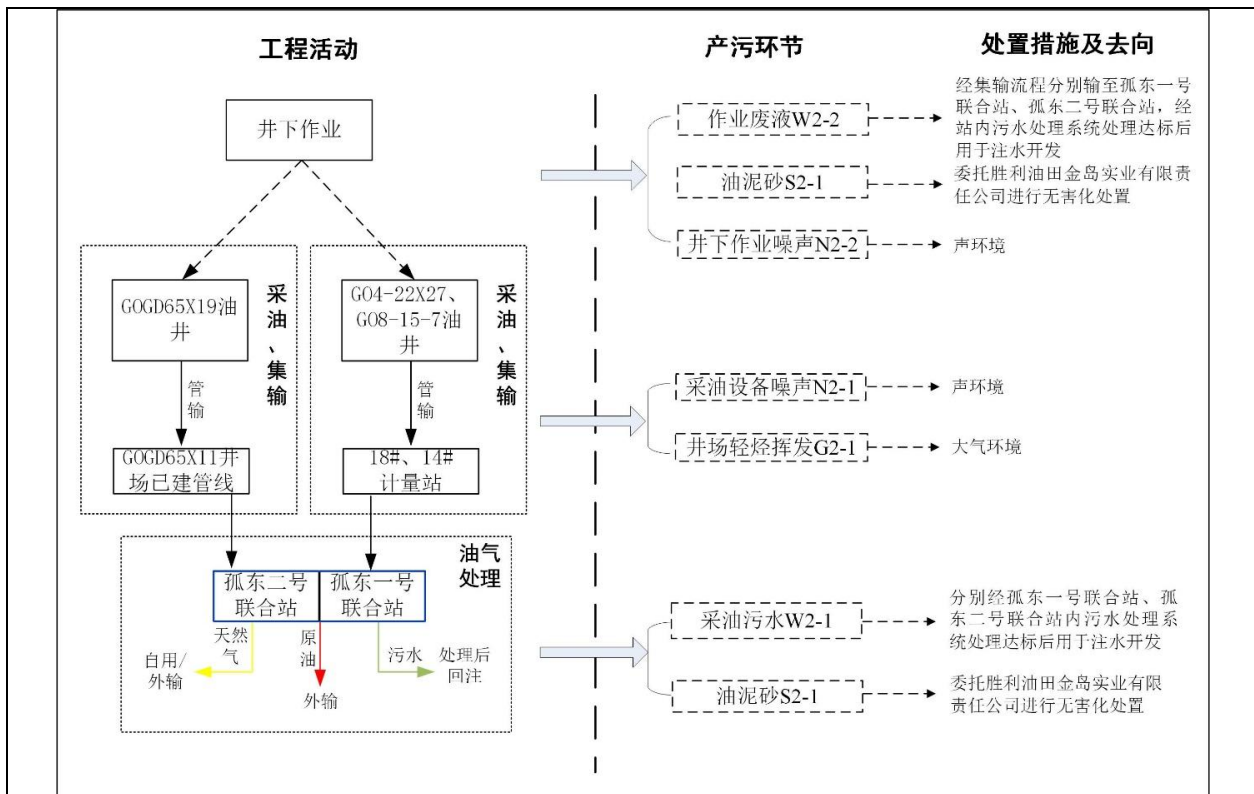 工程活动
产污环节
处置措施及去向
井下作业
采油、集输
GOGD65X19油
井
管
输
GOGD65X11井
场已建管线
采油、集输
GO4-22X27、
GO8-15-7油
井
管
输
18#、14#
计量站
油气
处理
孤东二号
联合站
孤东一号
联合站
天然
气
自用/
外输
原
油
外输
污水
处理后
回注
作业废液W2-2
经集输流程分别输至孤东一号
联合站、孤东二号联合站，经
站内污水处理系统处理达标后
用于注水开发
油泥砂S2-1
委托胜利油田金岛实业有限责
任公司进行无害化处置
井下作业噪声N2-2
声环境
采油设备噪声N2-1
声环境
井场轻烃挥发G2-1
大气环境
采油污水W2-1
分别经孤东一号联合站、孤
东二号联合站内污水处理系
统处理达标后用于注水开发
油泥砂S2-1
委托胜利油田金岛实业有限
责任公司进行无害化处置